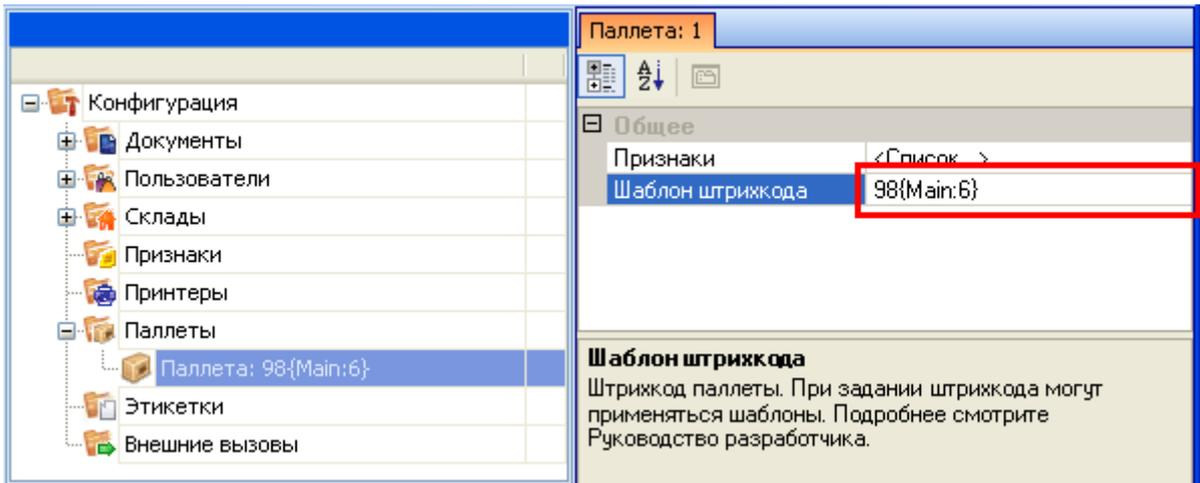 Конфигурация
Документы
Пользователи
Склады
Признаки
Принтеры
Паллеты
Паллета: 98{Main:6}
Этикетки
Внешние вызовы
Паллета: 1
Общее
Признаки <Список...>
Шаблон штрихкода 98{Main:6}
Шаблон штрихкода
Штрихкод паллеты. При задании штрихкода могут
применяться шаблоны. Подробнее смотрите
Руководство разработчика.